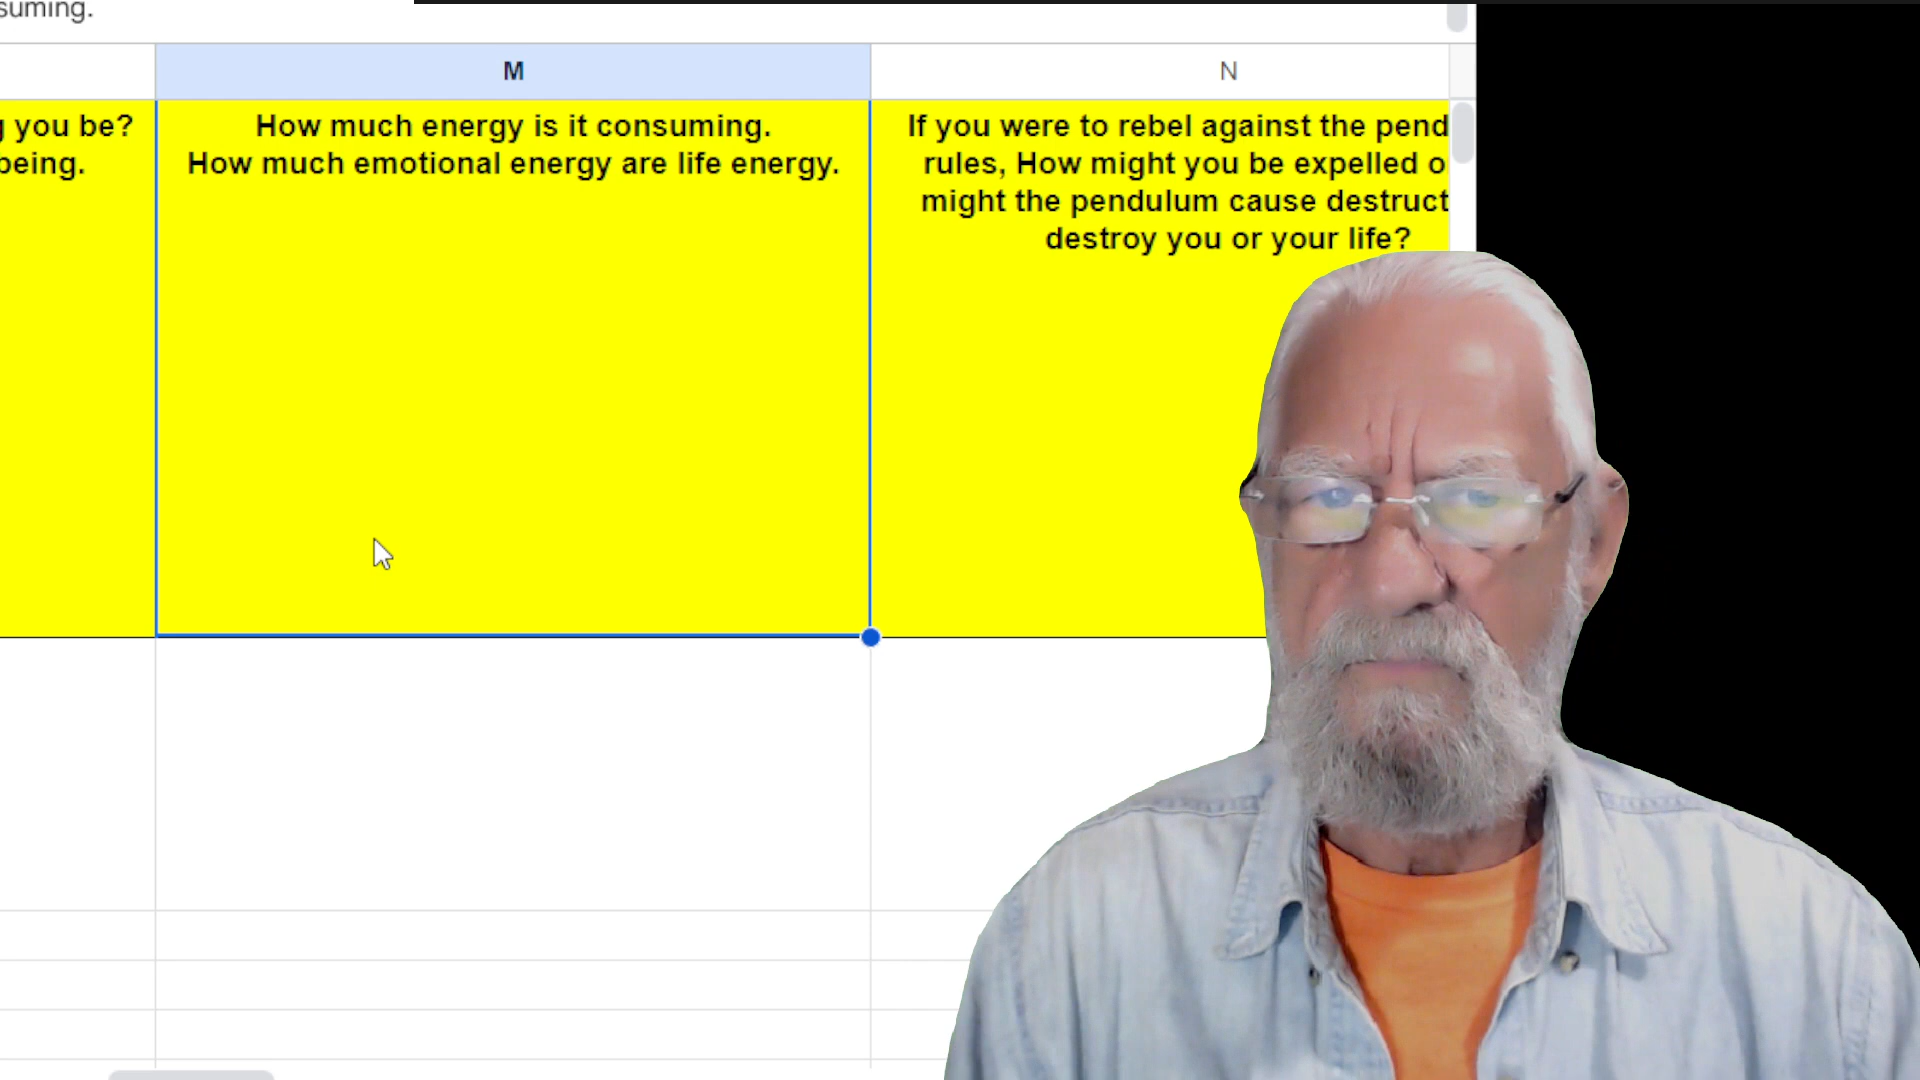 suming.
M
N
you be?
being.
How much energy is it consuming.
How much emotional energy are life energy.
If you were to rebel against the pend
rules, How might you be expelled o
might the pendulum cause destruct
destroy you or your life?